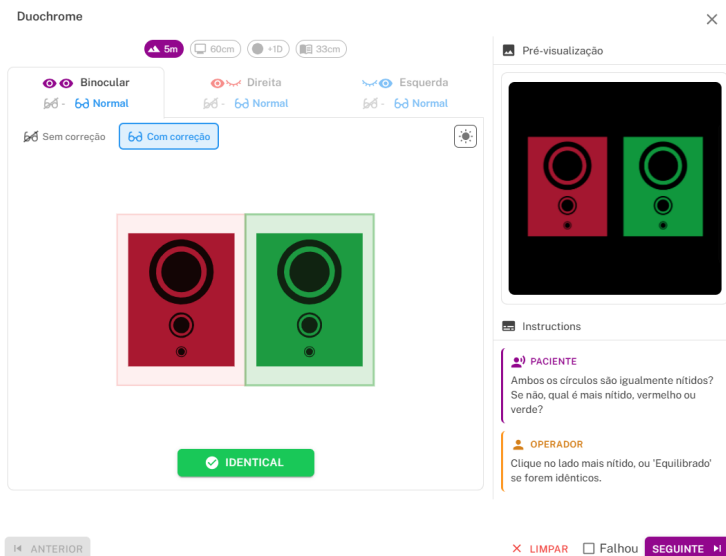 Duochrome
5m
60cm
+1D
33cm
Binocular
- Normal
Direita
- Normal
Esquerda
- Normal
Sem correção
Com correção
IDENTICAL
Pré-visualização
Instructions
PACIENTE
Ambos os círculos são igualmente nítidos?
Se não, qual é mais nítido, vermelho ou
verde?
OPERADOR
Clique no lado mais nítido, ou 'Equilibrado'
se forem idênticos.
ANTERIOR
LIMPAR
Falhou
SEGUINTE